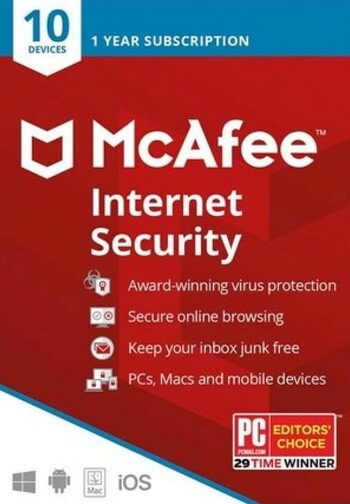 10
DEVICES
1 YEAR SUBSCRIPTION
McAfee™
Internet
Security
Award-winning virus protection
Secure online browsing
Keep your inbox junk free
PCs, Macs and mobile devices
PC
PCMAG.COM
EDITORS'
CHOICE
29 TIME WINNER
Mac
iOS